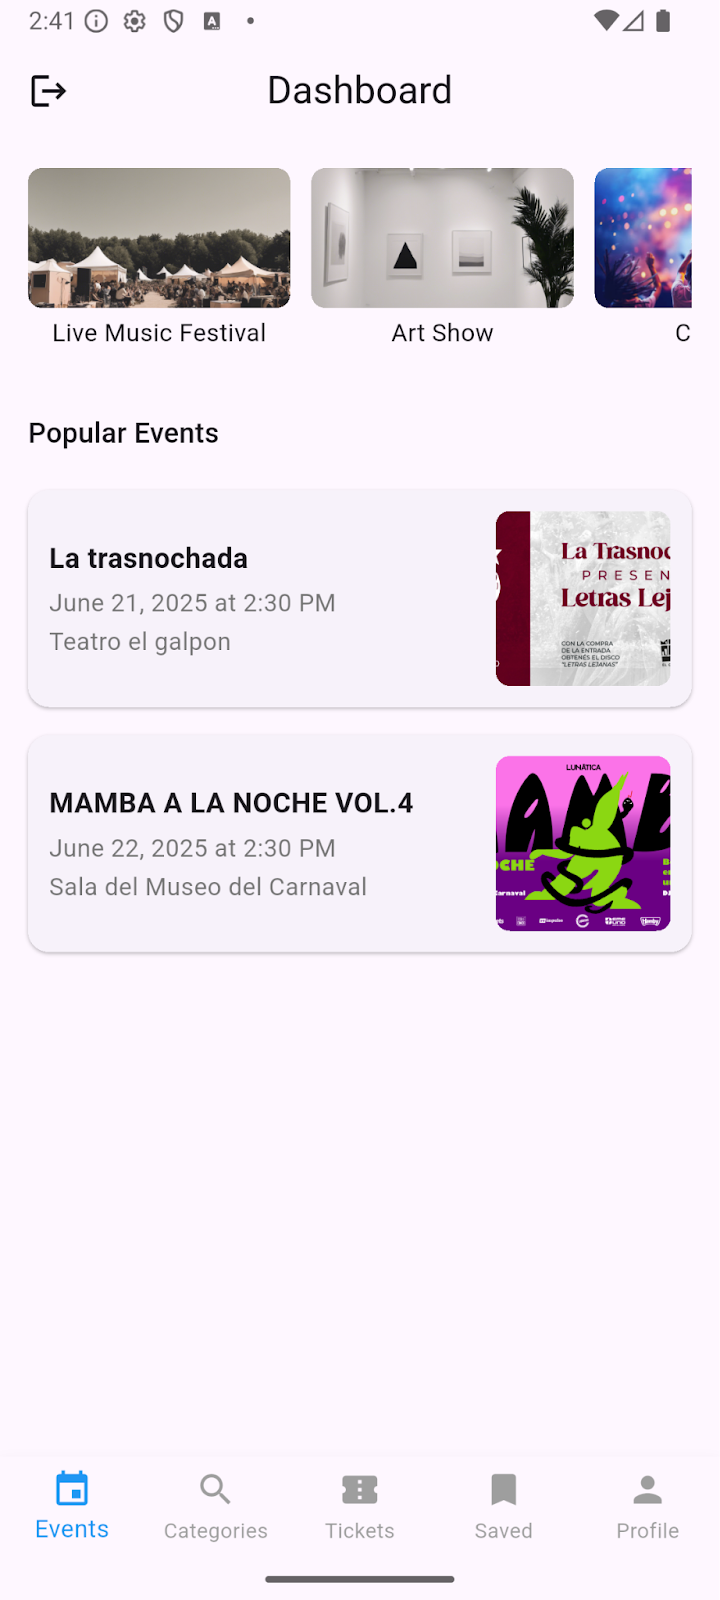 2:41
Dashboard
Live Music Festival
Art Show
C
Popular Events
La trasnochada
June 21, 2025 at 2:30 PM
Teatro el galpon
La Trasnoc
PRESEN
Letras Lej
CON LA COMPRA
DE LA ENTRADA
OBTENÉS EL DISCO
"LETRAS LEJANAS"
MAMBA A LA NOCHE VOL.4
June 22, 2025 at 2:30 PM
Sala del Museo del Carnaval
LUNÁTICA
AMB
OCHE
Carnaval
Events
Categories
Tickets
Saved
Profile